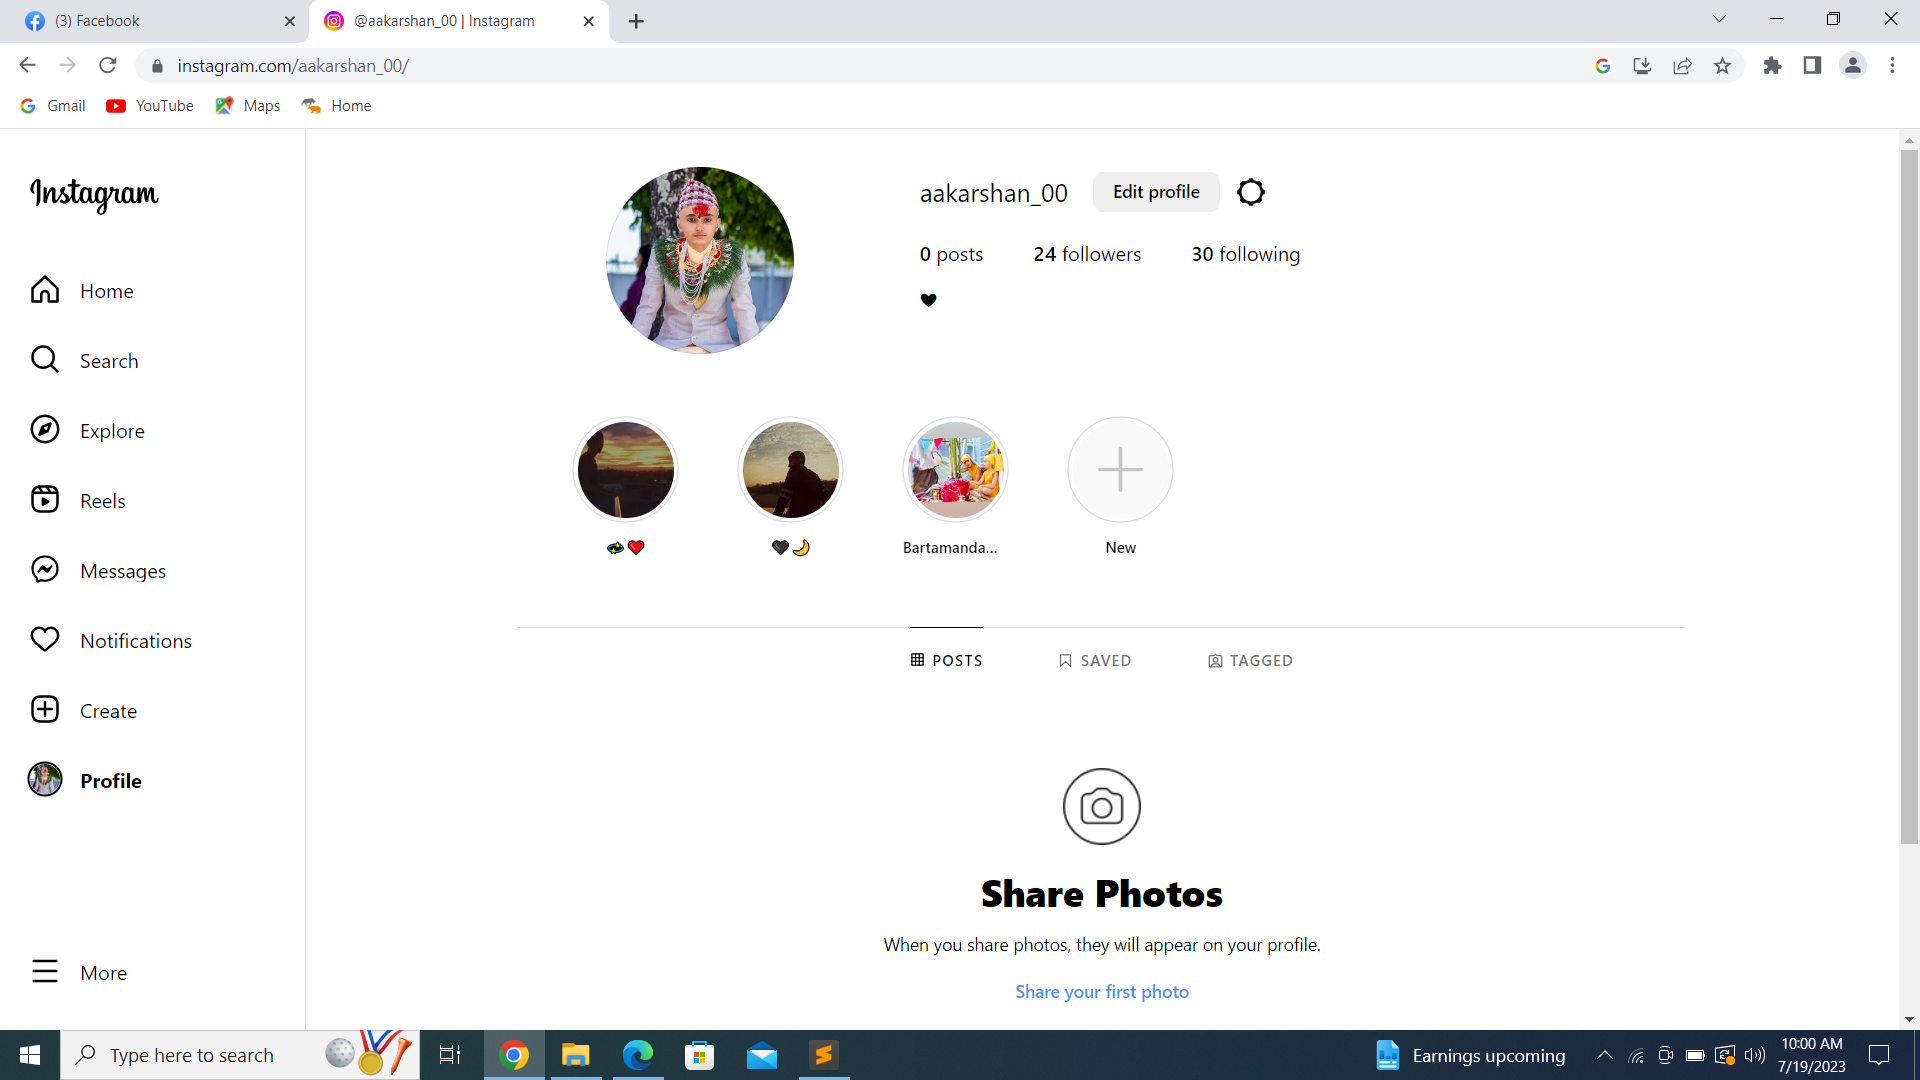 (3) Facebook
@aakarshan_00 | Instagram
instagram.com/aakarshan_00/
Gmail
YouTube
Maps
Home
Instagram
Home
Search
Explore
Reels
Messages
Notifications
Create
Profile
More
aakarshan_00
Edit profile
0 posts
24 followers
30 following
Bartamanda...
New
POSTS
SAVED
TAGGED
Share Photos
When you share photos, they will appear on your profile.
Share your first photo
Type here to search
Earnings upcoming
10:00 AM
7/19/2023